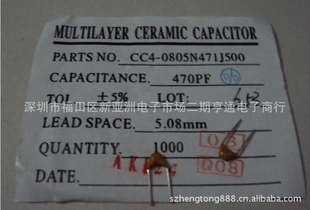 MULTILAYER CERAMIC CAPACITOR
PARTS NO. CC4-0805N471J500
CAPACITANCE: 470PF
深圳市福田区新亚洲电子市场二期亨通电子商行
TOL ±5% LOT:
LEAD SPACE: 5.08mm
QUANTITY: 1000
Q08
DATE:
szhengtong888.cn.alibaba.com